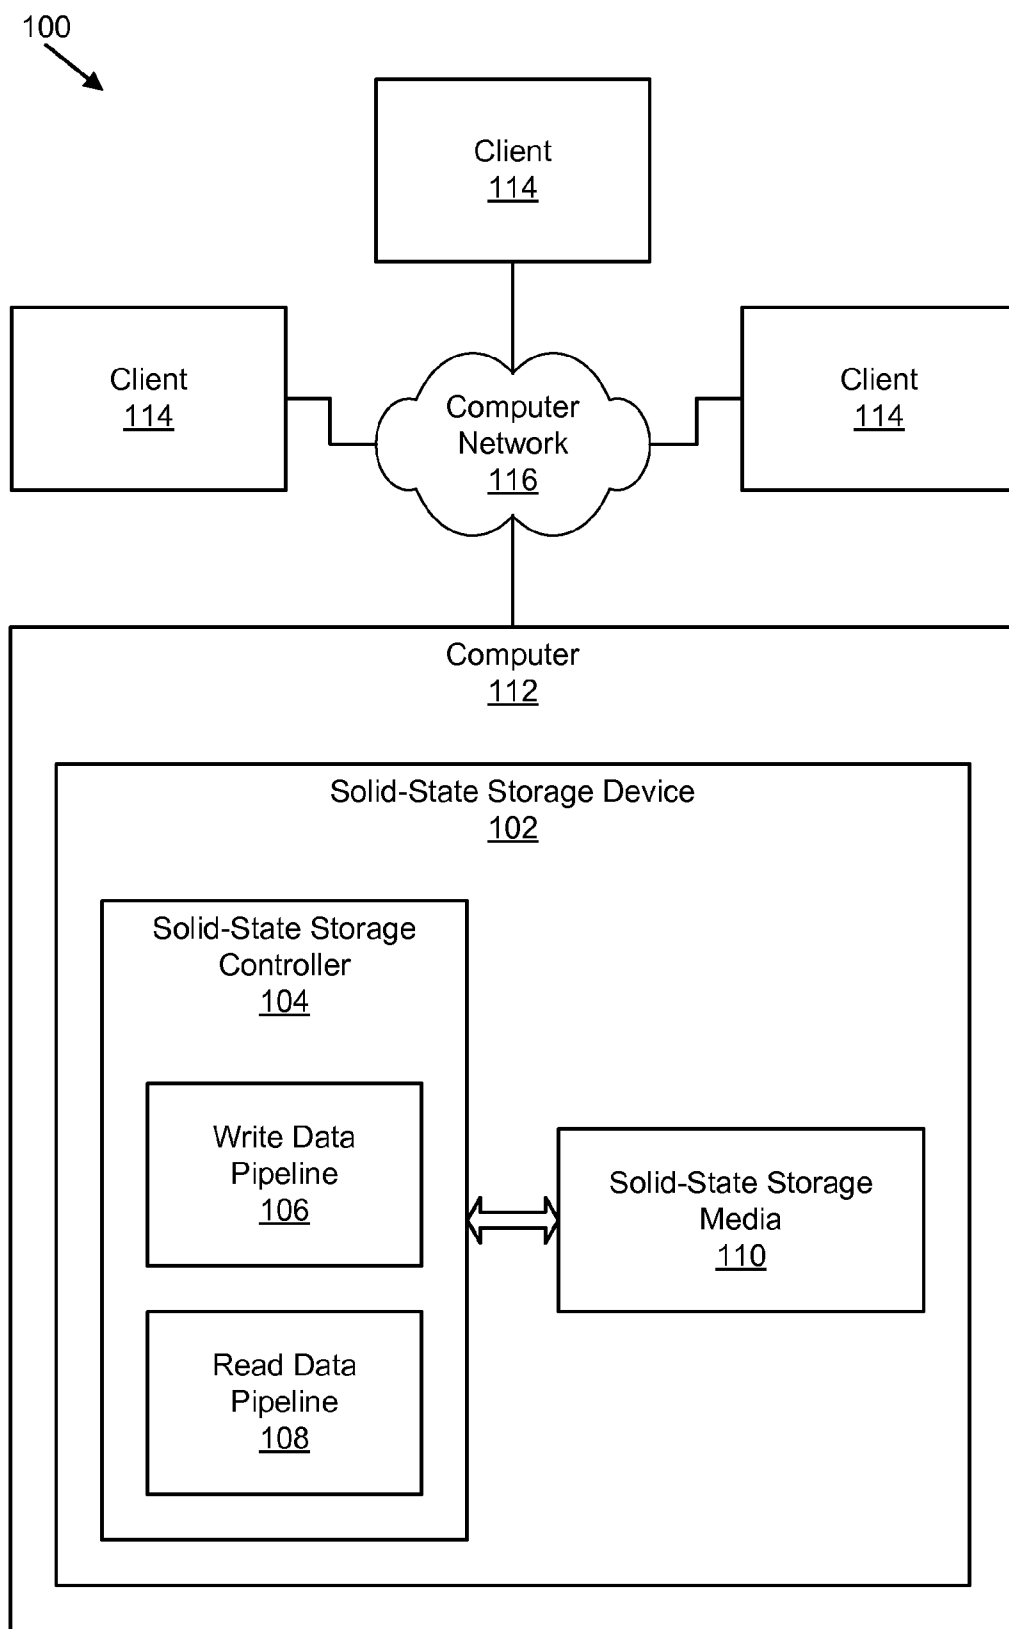 100
Client
114
Client
114
Computer
Network
116
Client
114
Computer
112
Solid-State Storage Device
102
Solid-State Storage
Controller
104
Write Data
Pipeline
106
Read Data
Pipeline
108
Solid-State Storage
Media
110